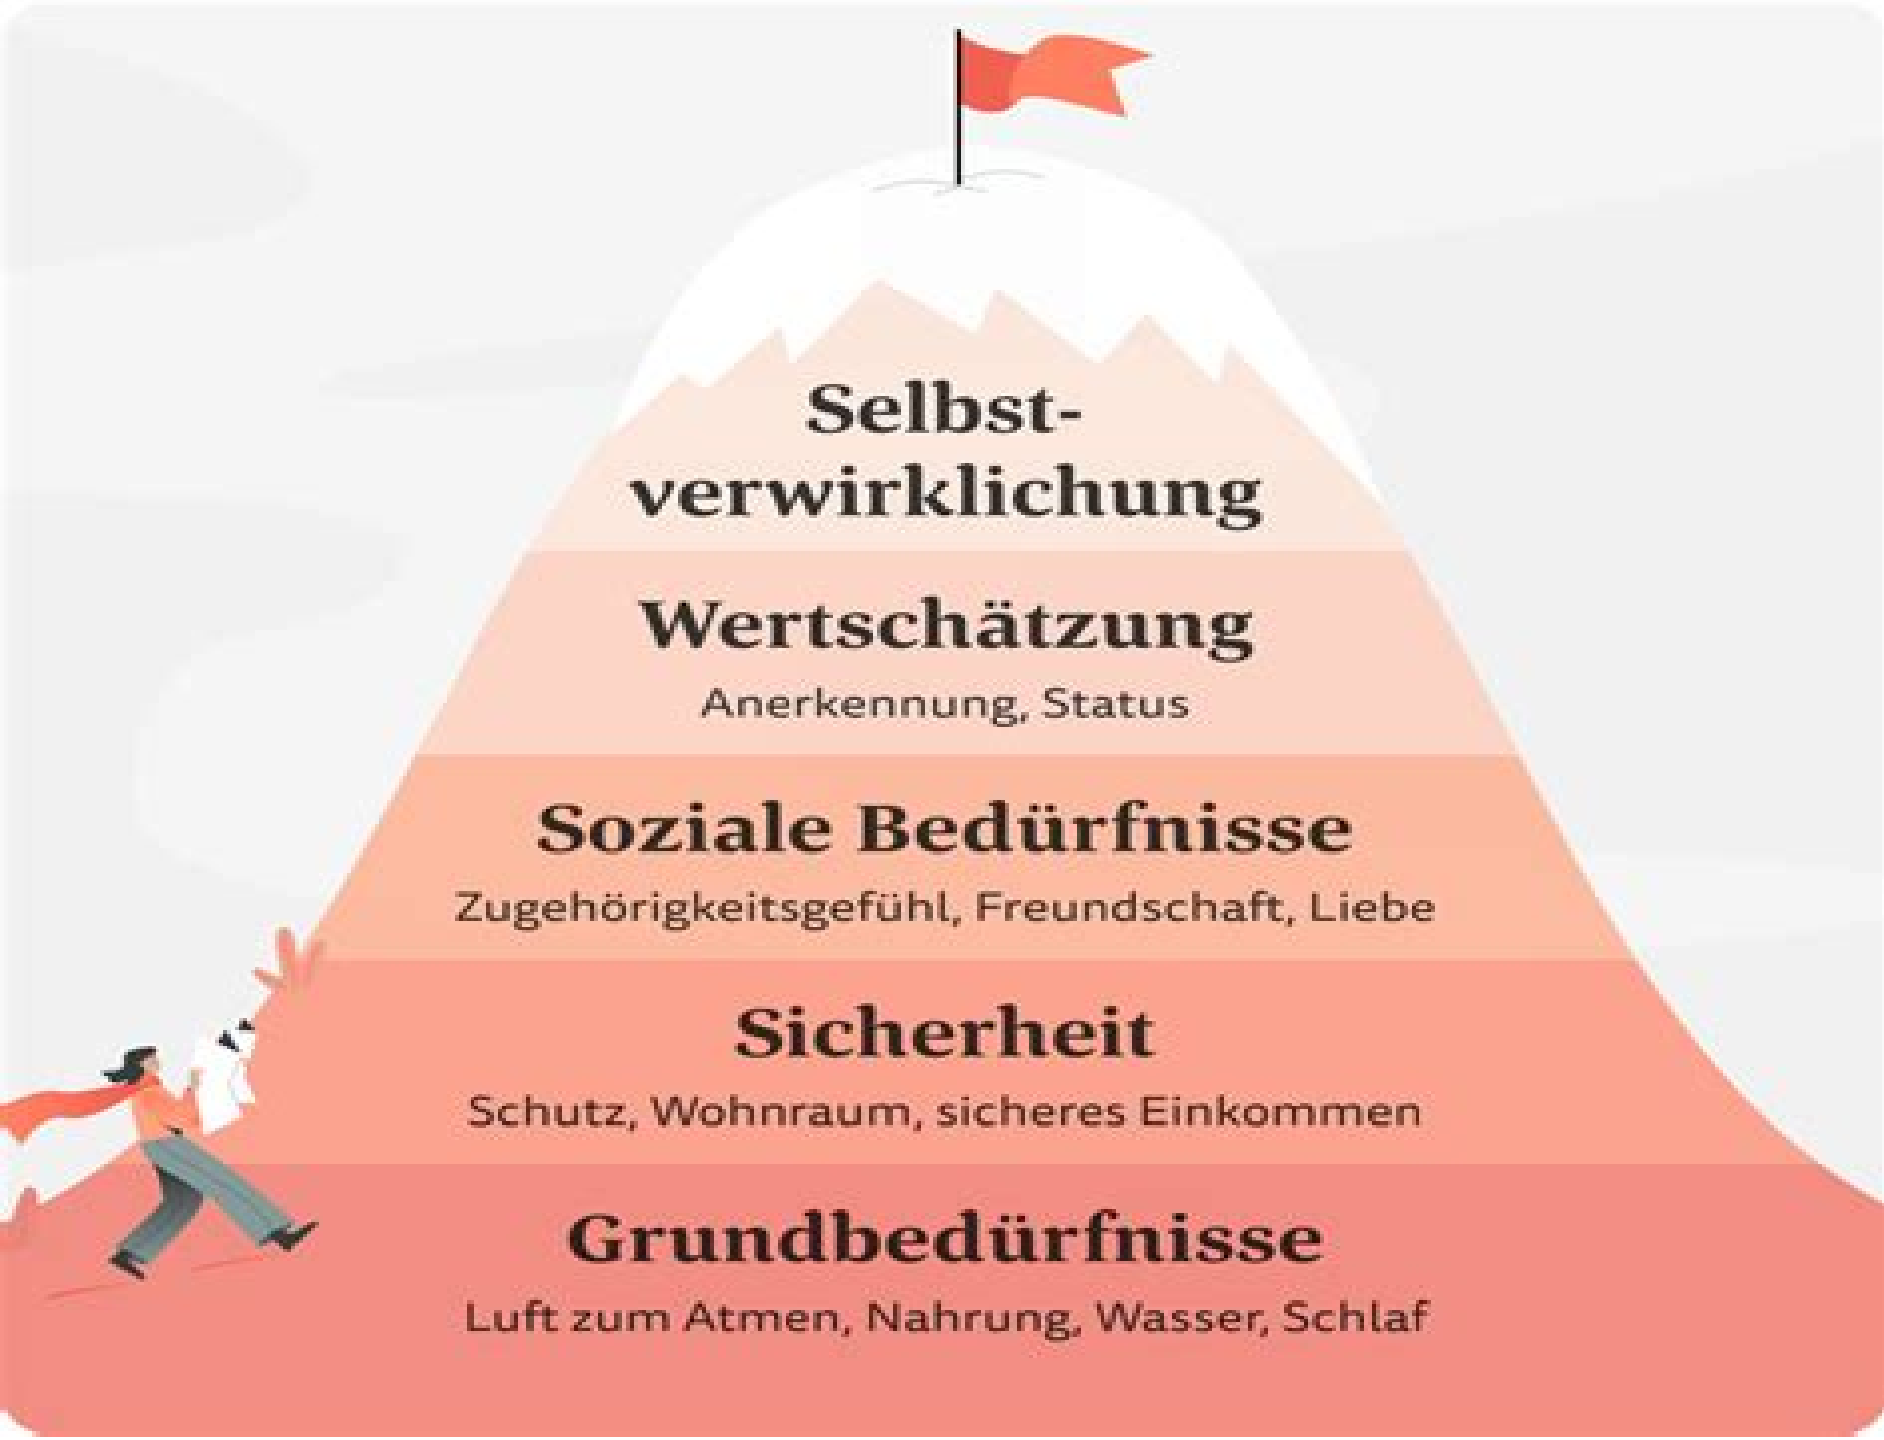 Selbst-
verwirklichung
Wertschätzung
Anerkennung, Status
Soziale Bedürfnisse
Zugehörigkeitsgefühl, Freundschaft, Liebe
Sicherheit
Schutz, Wohnraum, sicheres Einkommen
Grundbedürfnisse
Luft zum Atmen, Nahrung, Wasser, Schlaf